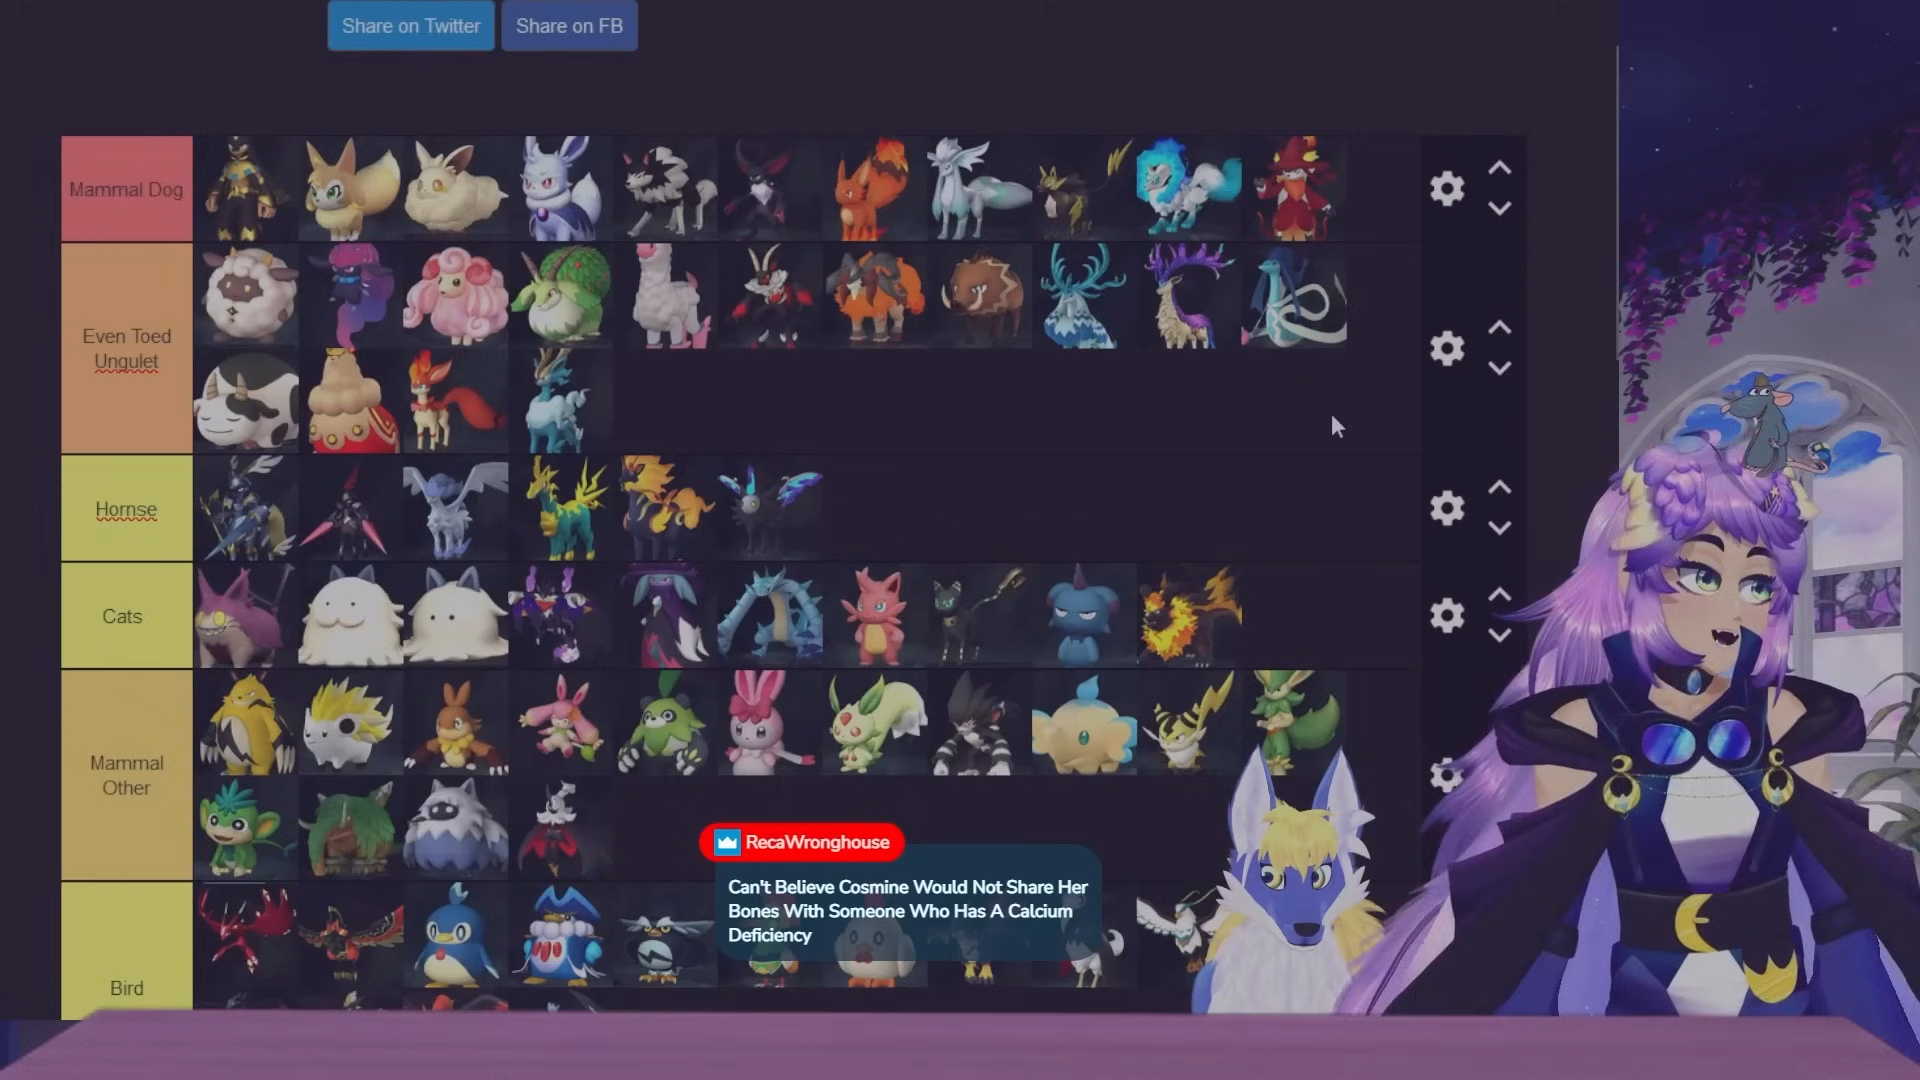 Share on Twitter
Share on FB
Mammal Dog
Even Toed
Ungulet
Hornse
Cats
Mammal
Other
Bird
RecaWronghouse
Can't Believe Cosmine Would Not Share Her
Bones With Someone Who Has A Calcium
Deficiency